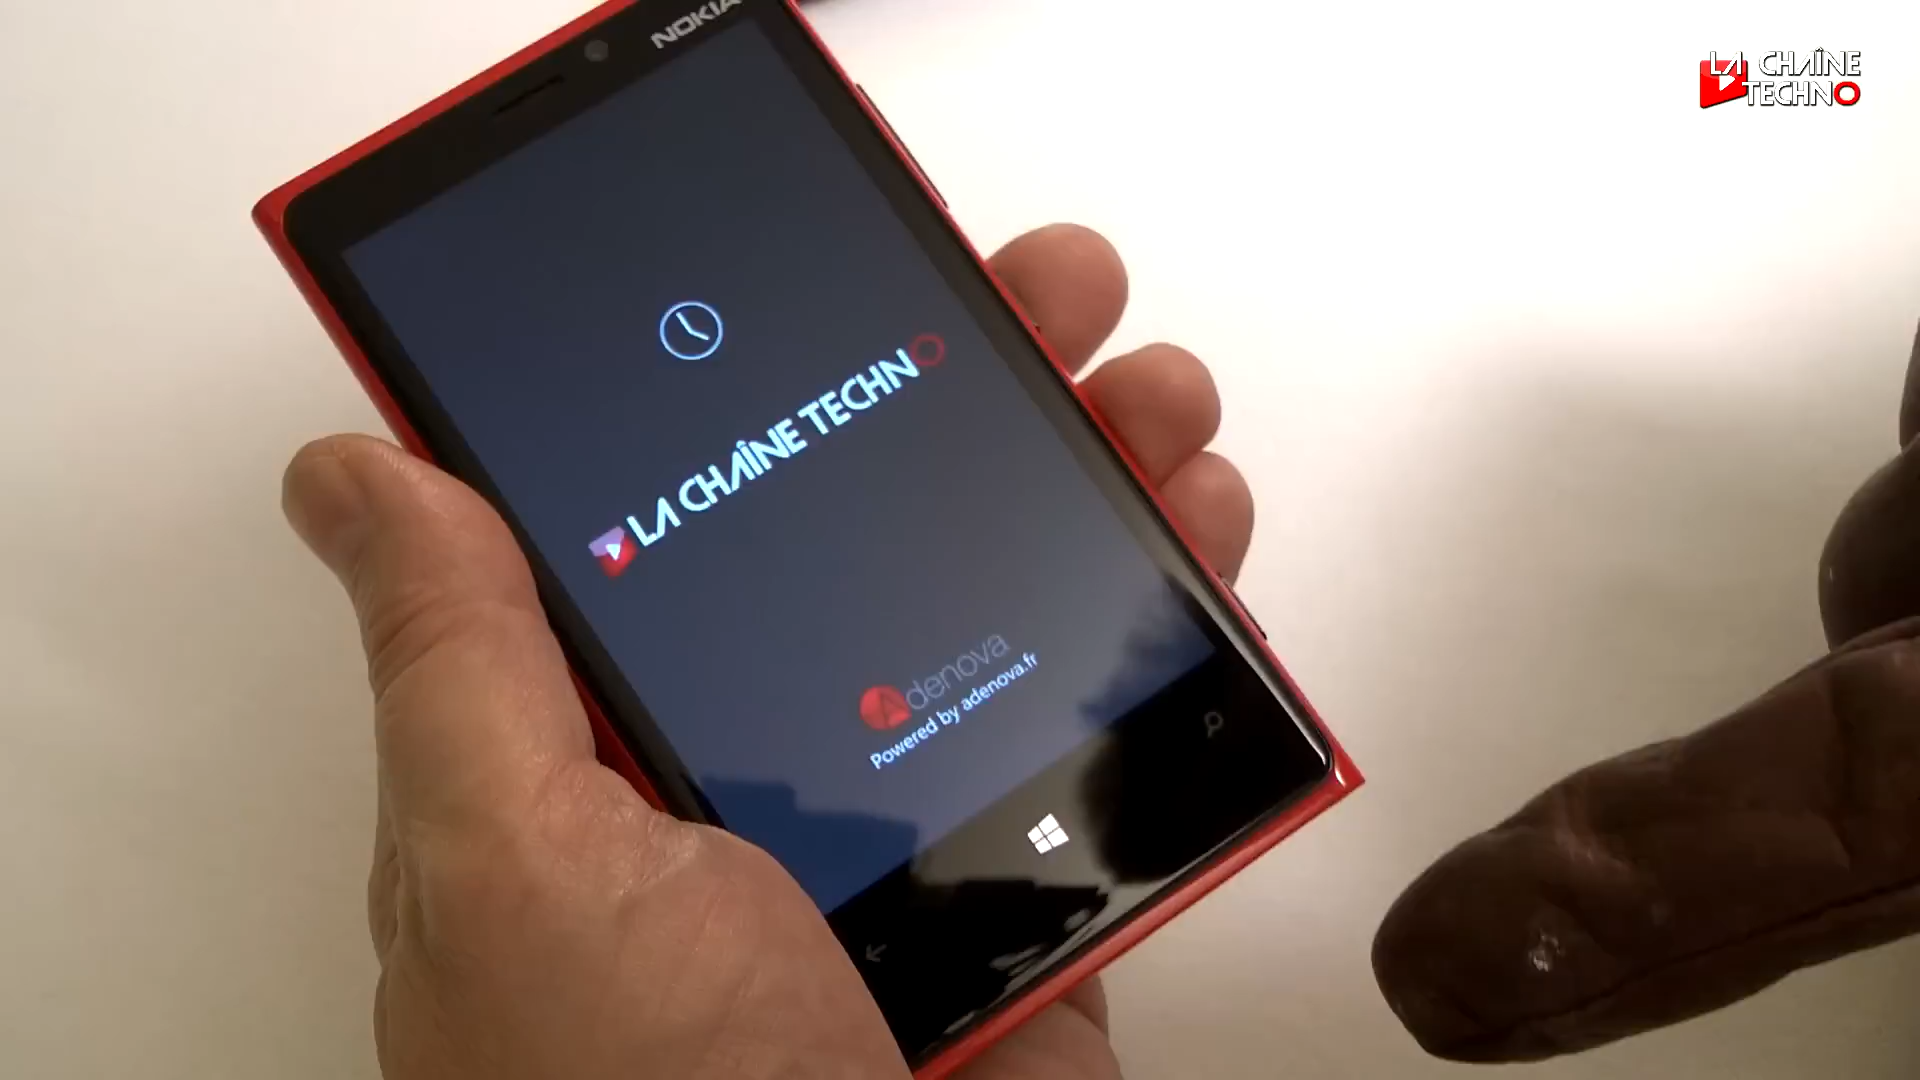 NOKIA
LA CHAÎNE
TECHNO
LA CHAÎNE TECHNO
Adenova
Powered by adenova.fr